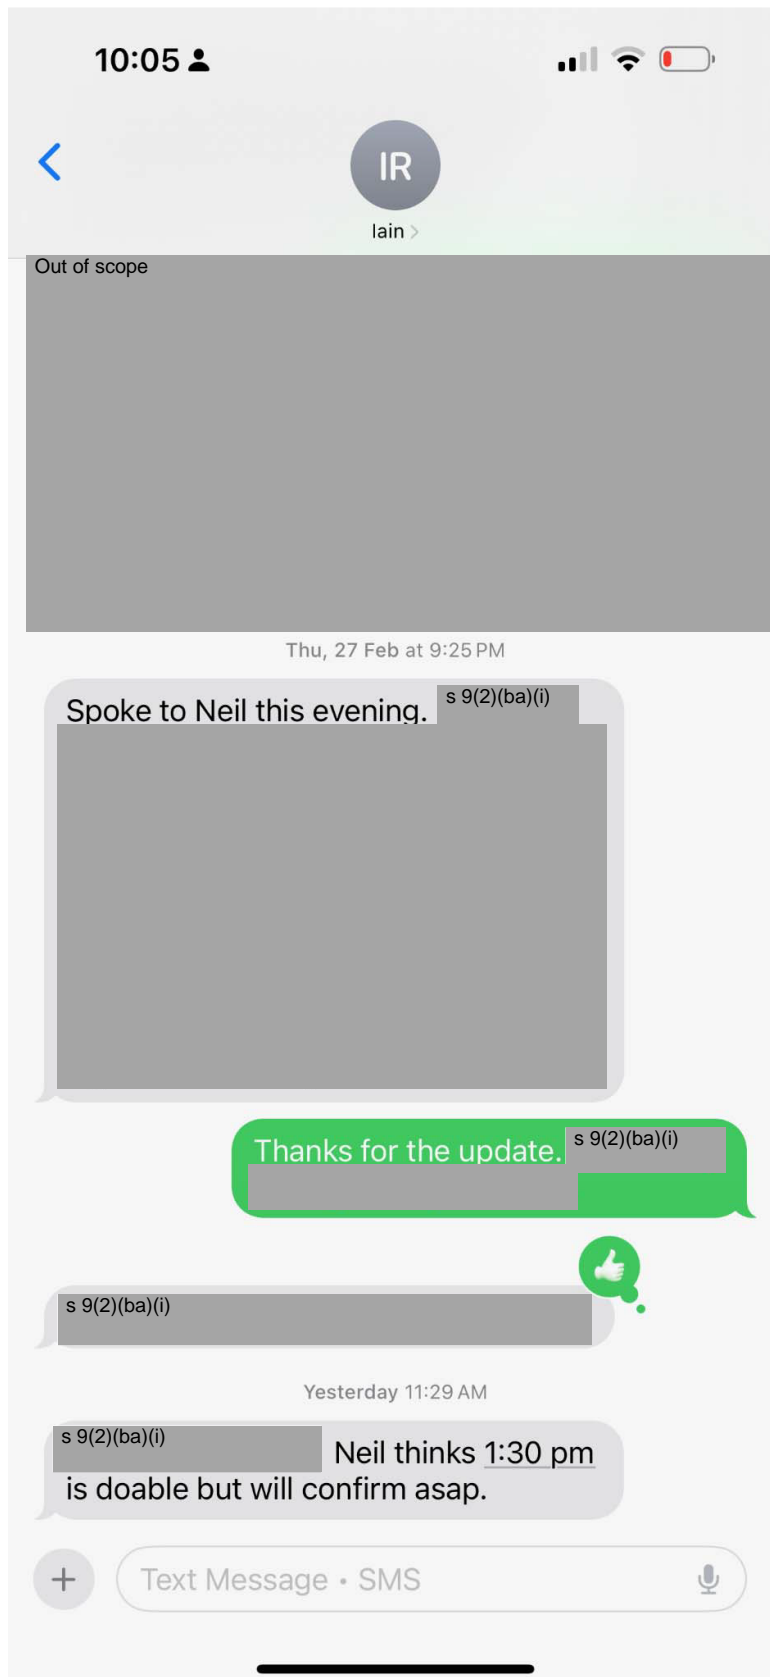 10:05
IR
Iain
Out of scope
Thu, 27 Feb at 9:25 PM
Spoke to Neil this evening. s 9(2)(ba)(i)
Thanks for the update. s 9(2)(ba)(i)
s 9(2)(ba)(i)
Yesterday 11:29 AM
s 9(2)(ba)(i) Neil thinks 1:30 pm
is doable but will confirm asap.
Text Message • SMS